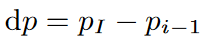 dp = p_I − p_{i−1}